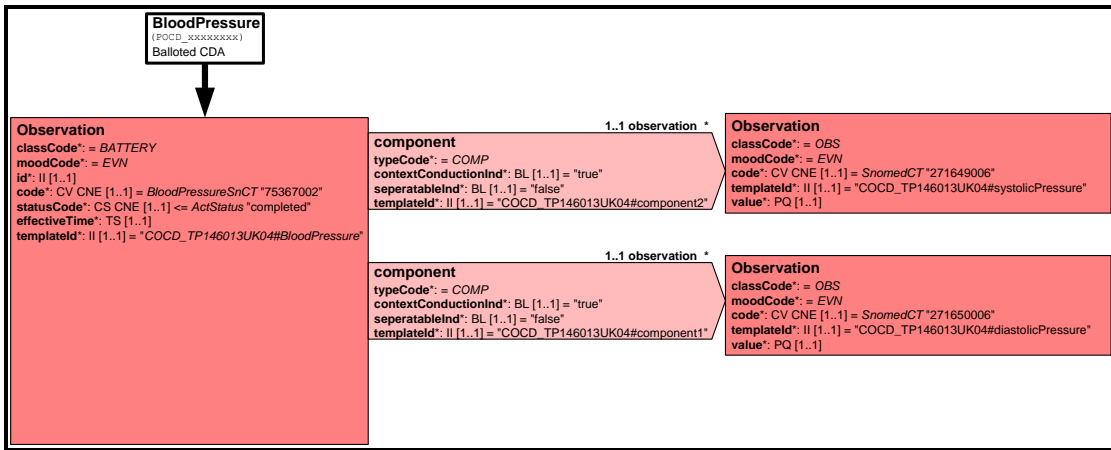 BloodPressure
(POCD_xxxxxxxx)
Balloted CDA
Observation
classCode*: = BATTERY
moodCode*: = EVN
id*: II [1..1]
code*: CV CNE [1..1] = BloodPressureSnCT "75367002"
statusCode*: CS CNE [1..1] <= ActStatus "completed"
effectiveTime*: TS [1..1]
templateId*: II [1..1] = "COCD_TP146013UK04#BloodPressure"
1..1 observation *
component
typeCode*: = COMP
contextConductionInd*: BL [1..1] = "true"
seperatableInd*: BL [1..1] = "false"
templateId*: II [1..1] = "COCD_TP146013UK04#component2"
Observation
classCode*: = OBS
moodCode*: = EVN
code*: CV CNE [1..1] = SnomedCT "271649006"
templateId*: II [1..1] = "COCD_TP146013UK04#systolicPressure"
value*: PQ [1..1]
1..1 observation *
component
typeCode*: = COMP
contextConductionInd*: BL [1..1] = "true"
seperatableInd*: BL [1..1] = "false"
templateId*: II [1..1] = "COCD_TP146013UK04#component1"
Observation
classCode*: = OBS
moodCode*: = EVN
code*: CV CNE [1..1] = SnomedCT "271650006"
templateId*: II [1..1] = "COCD_TP146013UK04#diastolicPressure"
value*: PQ [1..1]